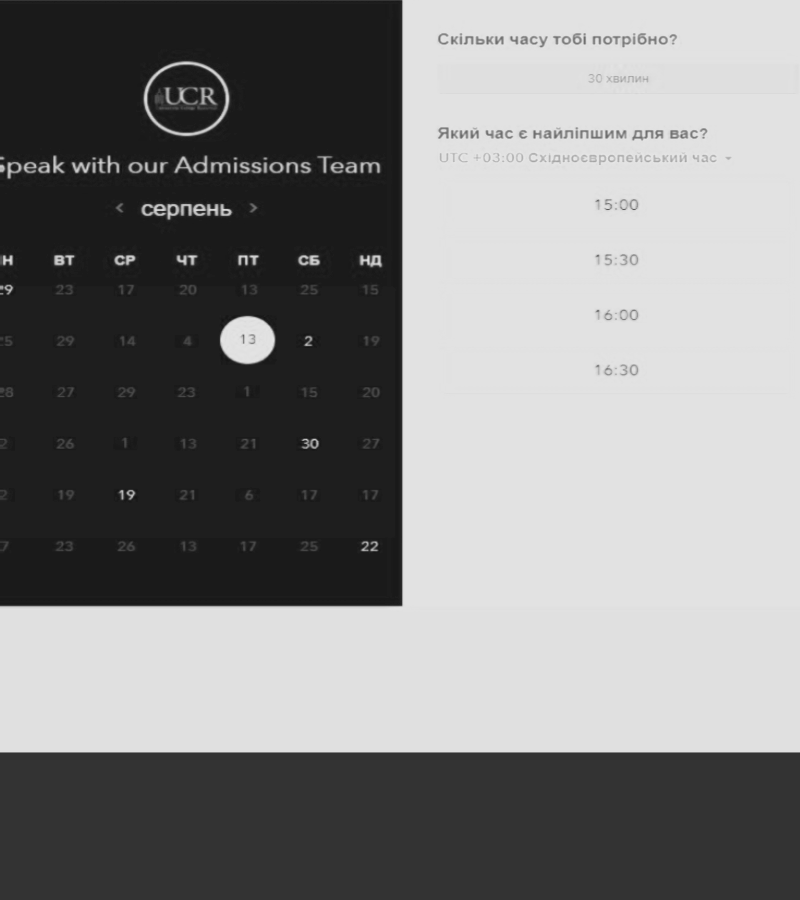 UCR
Speak with our Admissions Team
< серпень >
ВТ СР ЧТ ПТ СБ НД
29 23 17 20 13 25 15
29 14 4 13 2 19
28 27 29 23 1 15 20
2 26 1 13 21 30 27
2 19 19 21 6 17 17
7 23 26 13 17 25 22
Скільки часу тобі потрібно?
30 хвилин
Який час є найліпшим для вас?
UTC +03:00 Східноєвропейський час
15:00
15:30
16:00
16:30